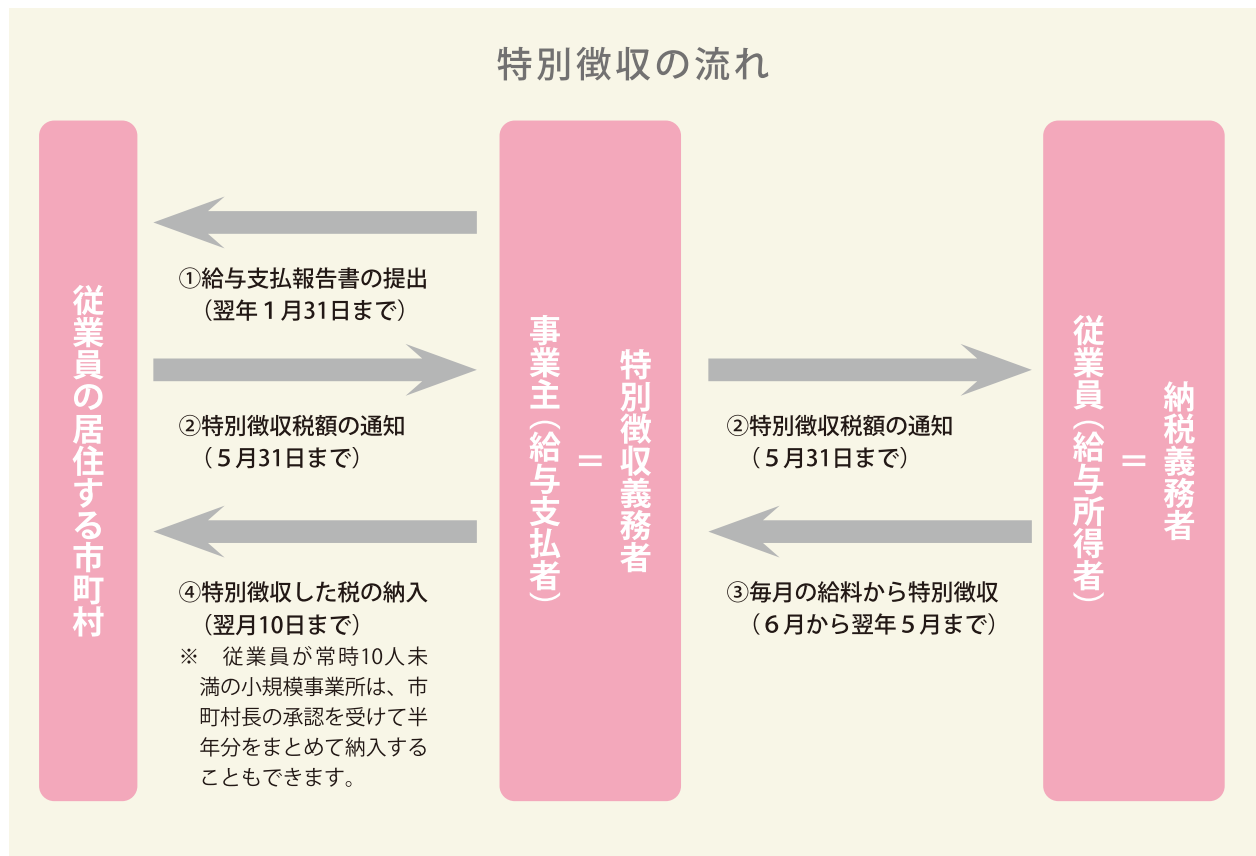 特別徴収の流れ
従業員の居住する市町村
①給与支払報告書の提出
（翌年１月31日まで）
②特別徴収税額の通知
（５月31日まで）
④特別徴収した税の納入
（翌月10日まで）
※　従業員が常時10人未
満の小規模事業所は、市
町村長の承認を受けて半
年分をまとめて納入する
こともできます。
事業主（給与支払者）
＝
特別徴収義務者
②特別徴収税額の通知
（５月31日まで）
③毎月の給料から特別徴収
（６月から翌年５月まで）
従業員（給与所得者）
＝
納税義務者